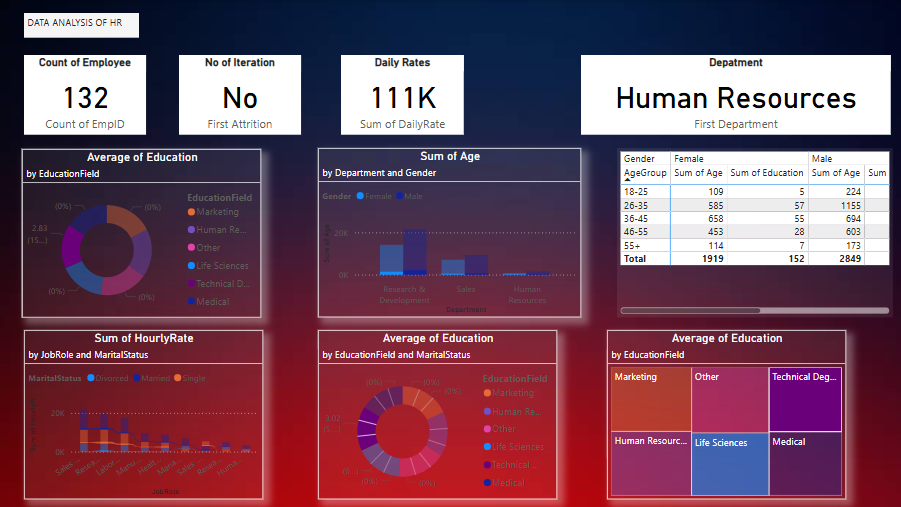 DATA ANALYSIS OF HR
Count of Employee
132
Count of EmpID
No of Iteration
No
First Attrition
Daily Rates
111K
Sum of DailyRate
Depatment
Human Resources
First Department
Average of Education
by EducationField
(0%)
(0%)
2.83
(15...)
(0%)
(0%)
EducationField
Marketing
Human Re...
Other
Life Sciences
Technical D...
Medical
Sum of Age
by Department and Gender
Gender Female Male
20K
0K
Sum of Age
Research &
Development
Sales
Human
Resources
Department
Gender Female Male
AgeGroup Sum of Age Sum of Education Sum of Age Sum
18-25 109 5 224
26-35 585 57 1155
36-45 658 55 694
46-55 453 28 603
55+ 114 7 173
Total 1919 152 2849
Sum of HourlyRate
by JobRole and MaritalStatus
MaritalStatus Divorced Married Single
20K
0K
Sales ...
Resea...
Labor...
Manu...
Healt...
Mana...
Sales ...
Resea...
Huma...
JobRole
Average of Education
by EducationField and MaritalStatus
(0%)
(0%)
(0%)
3.02
(0%)
(0%)
EducationField
Marketing
Human Re...
Other
Life Sciences
Technical ...
Medical
Average of Education
by EducationField
Marketing
Other
Technical Deg...
Human Resourc...
Life Sciences
Medical